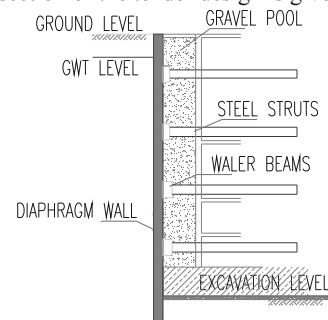 GRAVEL POOL
GROUND LEVEL
GWT LEVEL
STEEL STRUTS
WALER BEAMS
DIAPHRAGM WALL
EXCAVATION LEVEL